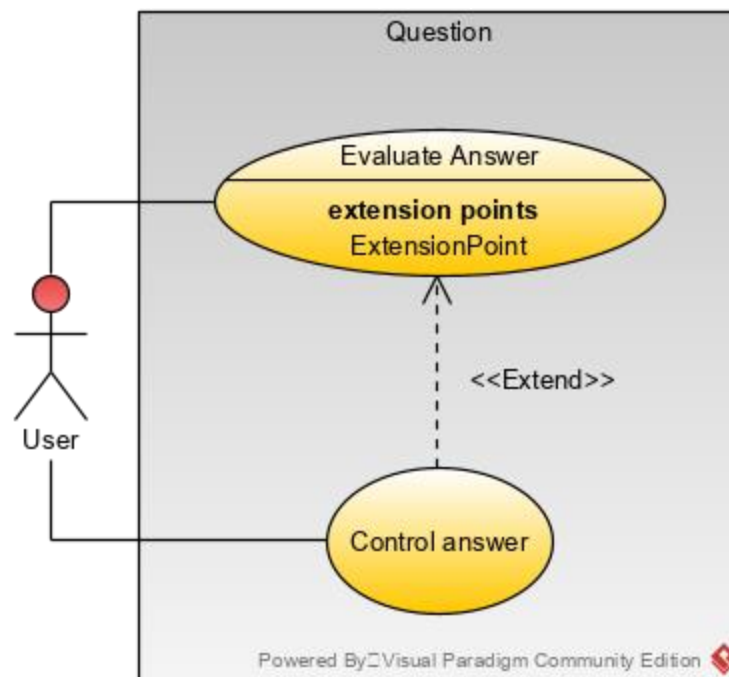 Question
Evaluate Answer
extension points
ExtensionPoint
<<Extend>>
User
Control answer
Powered By□Visual Paradigm Community Edition